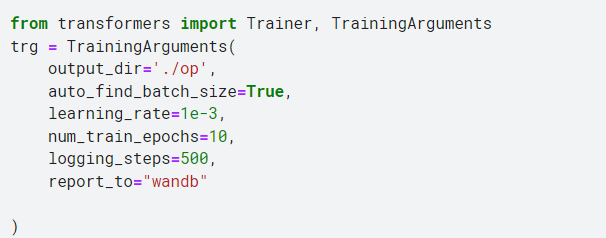 from transformers import Trainer, TrainingArguments
trg = TrainingArguments(
    output_dir='./op',
    auto_find_batch_size=True,
    learning_rate=1e-3,
    num_train_epochs=10,
    logging_steps=500,
    report_to="wandb"
)